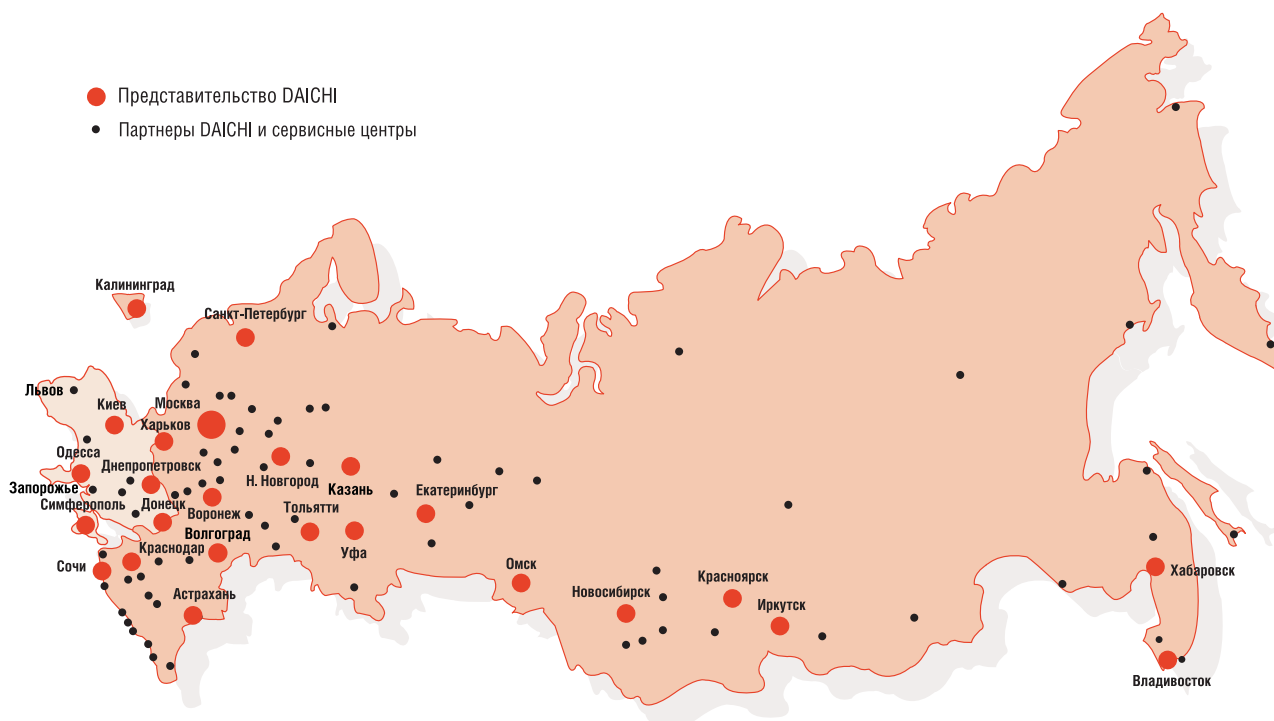 Представительство DAICHI
Партнеры DAICHI и сервисные центры
Калининград
Санкт-Петербург
Львов
Киев
Москва
Харьков
Одесса
Днепропетровск
Запорожье
Симферополь
Донецк
Воронеж
Н. Новгород
Казань
Екатеринбург
Тольятти
Волгоград
Уфа
Краснодар
Сочи
Астрахань
Омск
Новосибирск
Красноярск
Иркутск
Хабаровск
Владивосток